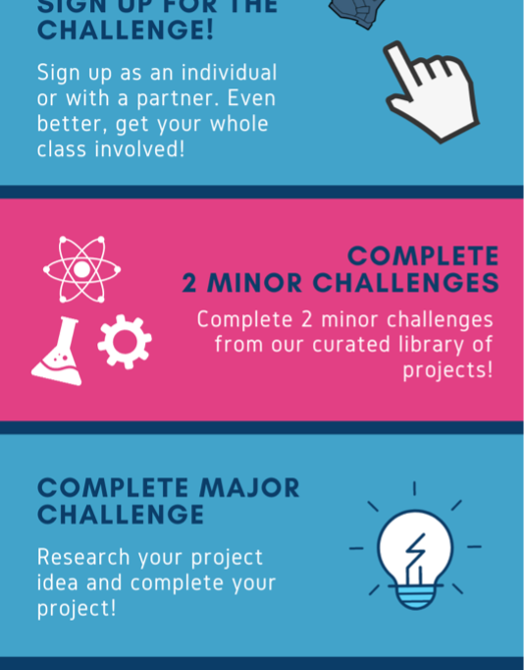 SIGN UP FOR THE
CHALLENGE!
Sign up as an individual
or with a partner. Even
better, get your whole
class involved!
COMPLETE
2 MINOR CHALLENGES
Complete 2 minor challenges
from our curated library of
projects!
COMPLETE MAJOR
CHALLENGE
Research your project
idea and complete your
project!